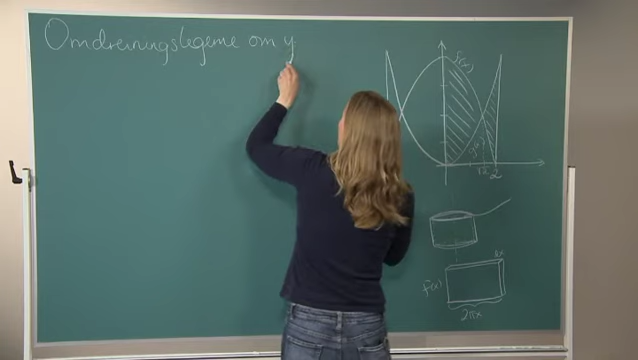 Omdreiningslegeme om y
f(x)
g(x)
2
f(x)
2πx